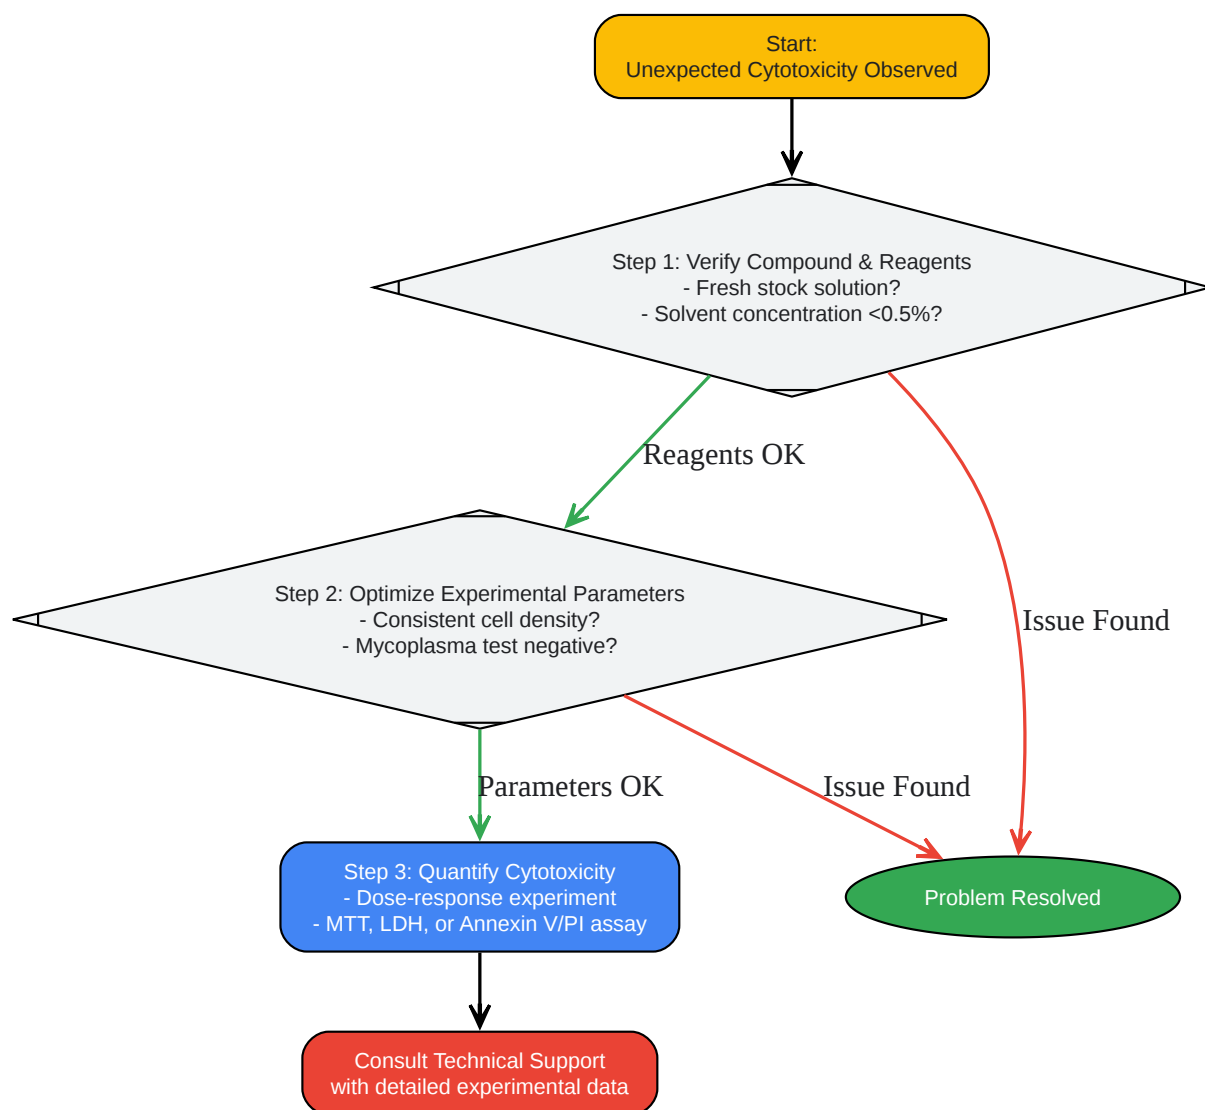 Start:
Unexpected Cytotoxicity Observed
Step 1: Verify Compound & Reagents
- Fresh stock solution?
- Solvent concentration <0.5%?
Reagents OK
Step 2: Optimize Experimental Parameters
- Consistent cell density?
- Mycoplasma test negative?
Issue Found
Parameters OK
Issue Found
Step 3: Quantify Cytotoxicity
- Dose-response experiment
- MTT, LDH, or Annexin V/PI assay
Problem Resolved
Consult Technical Support
with detailed experimental data